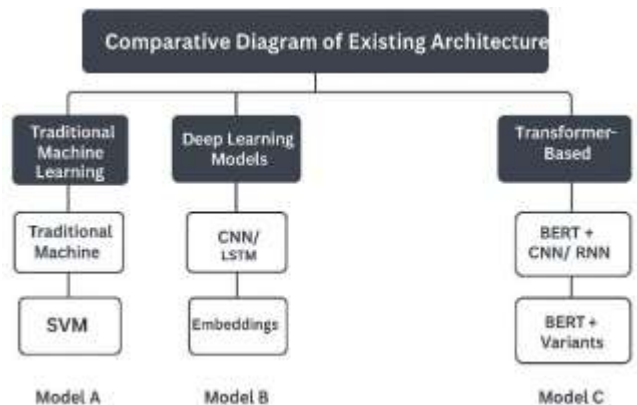 Comparative Diagram of Existing Architecture
Traditional
Machine
Learning
Deep Learning
Models
Transformer-
Based
Traditional
Machine
CNN/
LSTM
BERT +
CNN/ RNN
SVM
Embeddings
BERT +
Variants
Model A
Model B
Model C